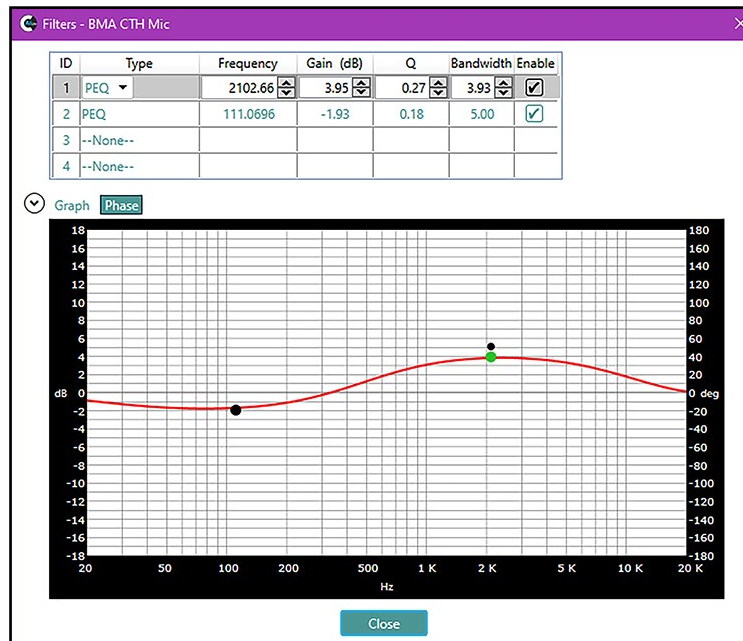 Filters - BMA CTH Mic
ID Type Frequency Gain (dB) Q Bandwidth Enable
1 PEQ 2102.66 3.95 0.27 3.93
2 PEQ 111.0696 -1.93 0.18 5.00
3 --None--
4 --None--
Graph Phase
18 180
16 160
14 140
12 120
10 100
8 80
6 60
4 40
2 20
dB 0 0 deg
-2 -20
-4 -40
-6 -60
-8 -80
-10 -100
-12 -120
-14 -140
-16 -160
-18 -180
20 50 100 200 500 1 K 2 K 5 K 10 K 20 K
Hz
Close